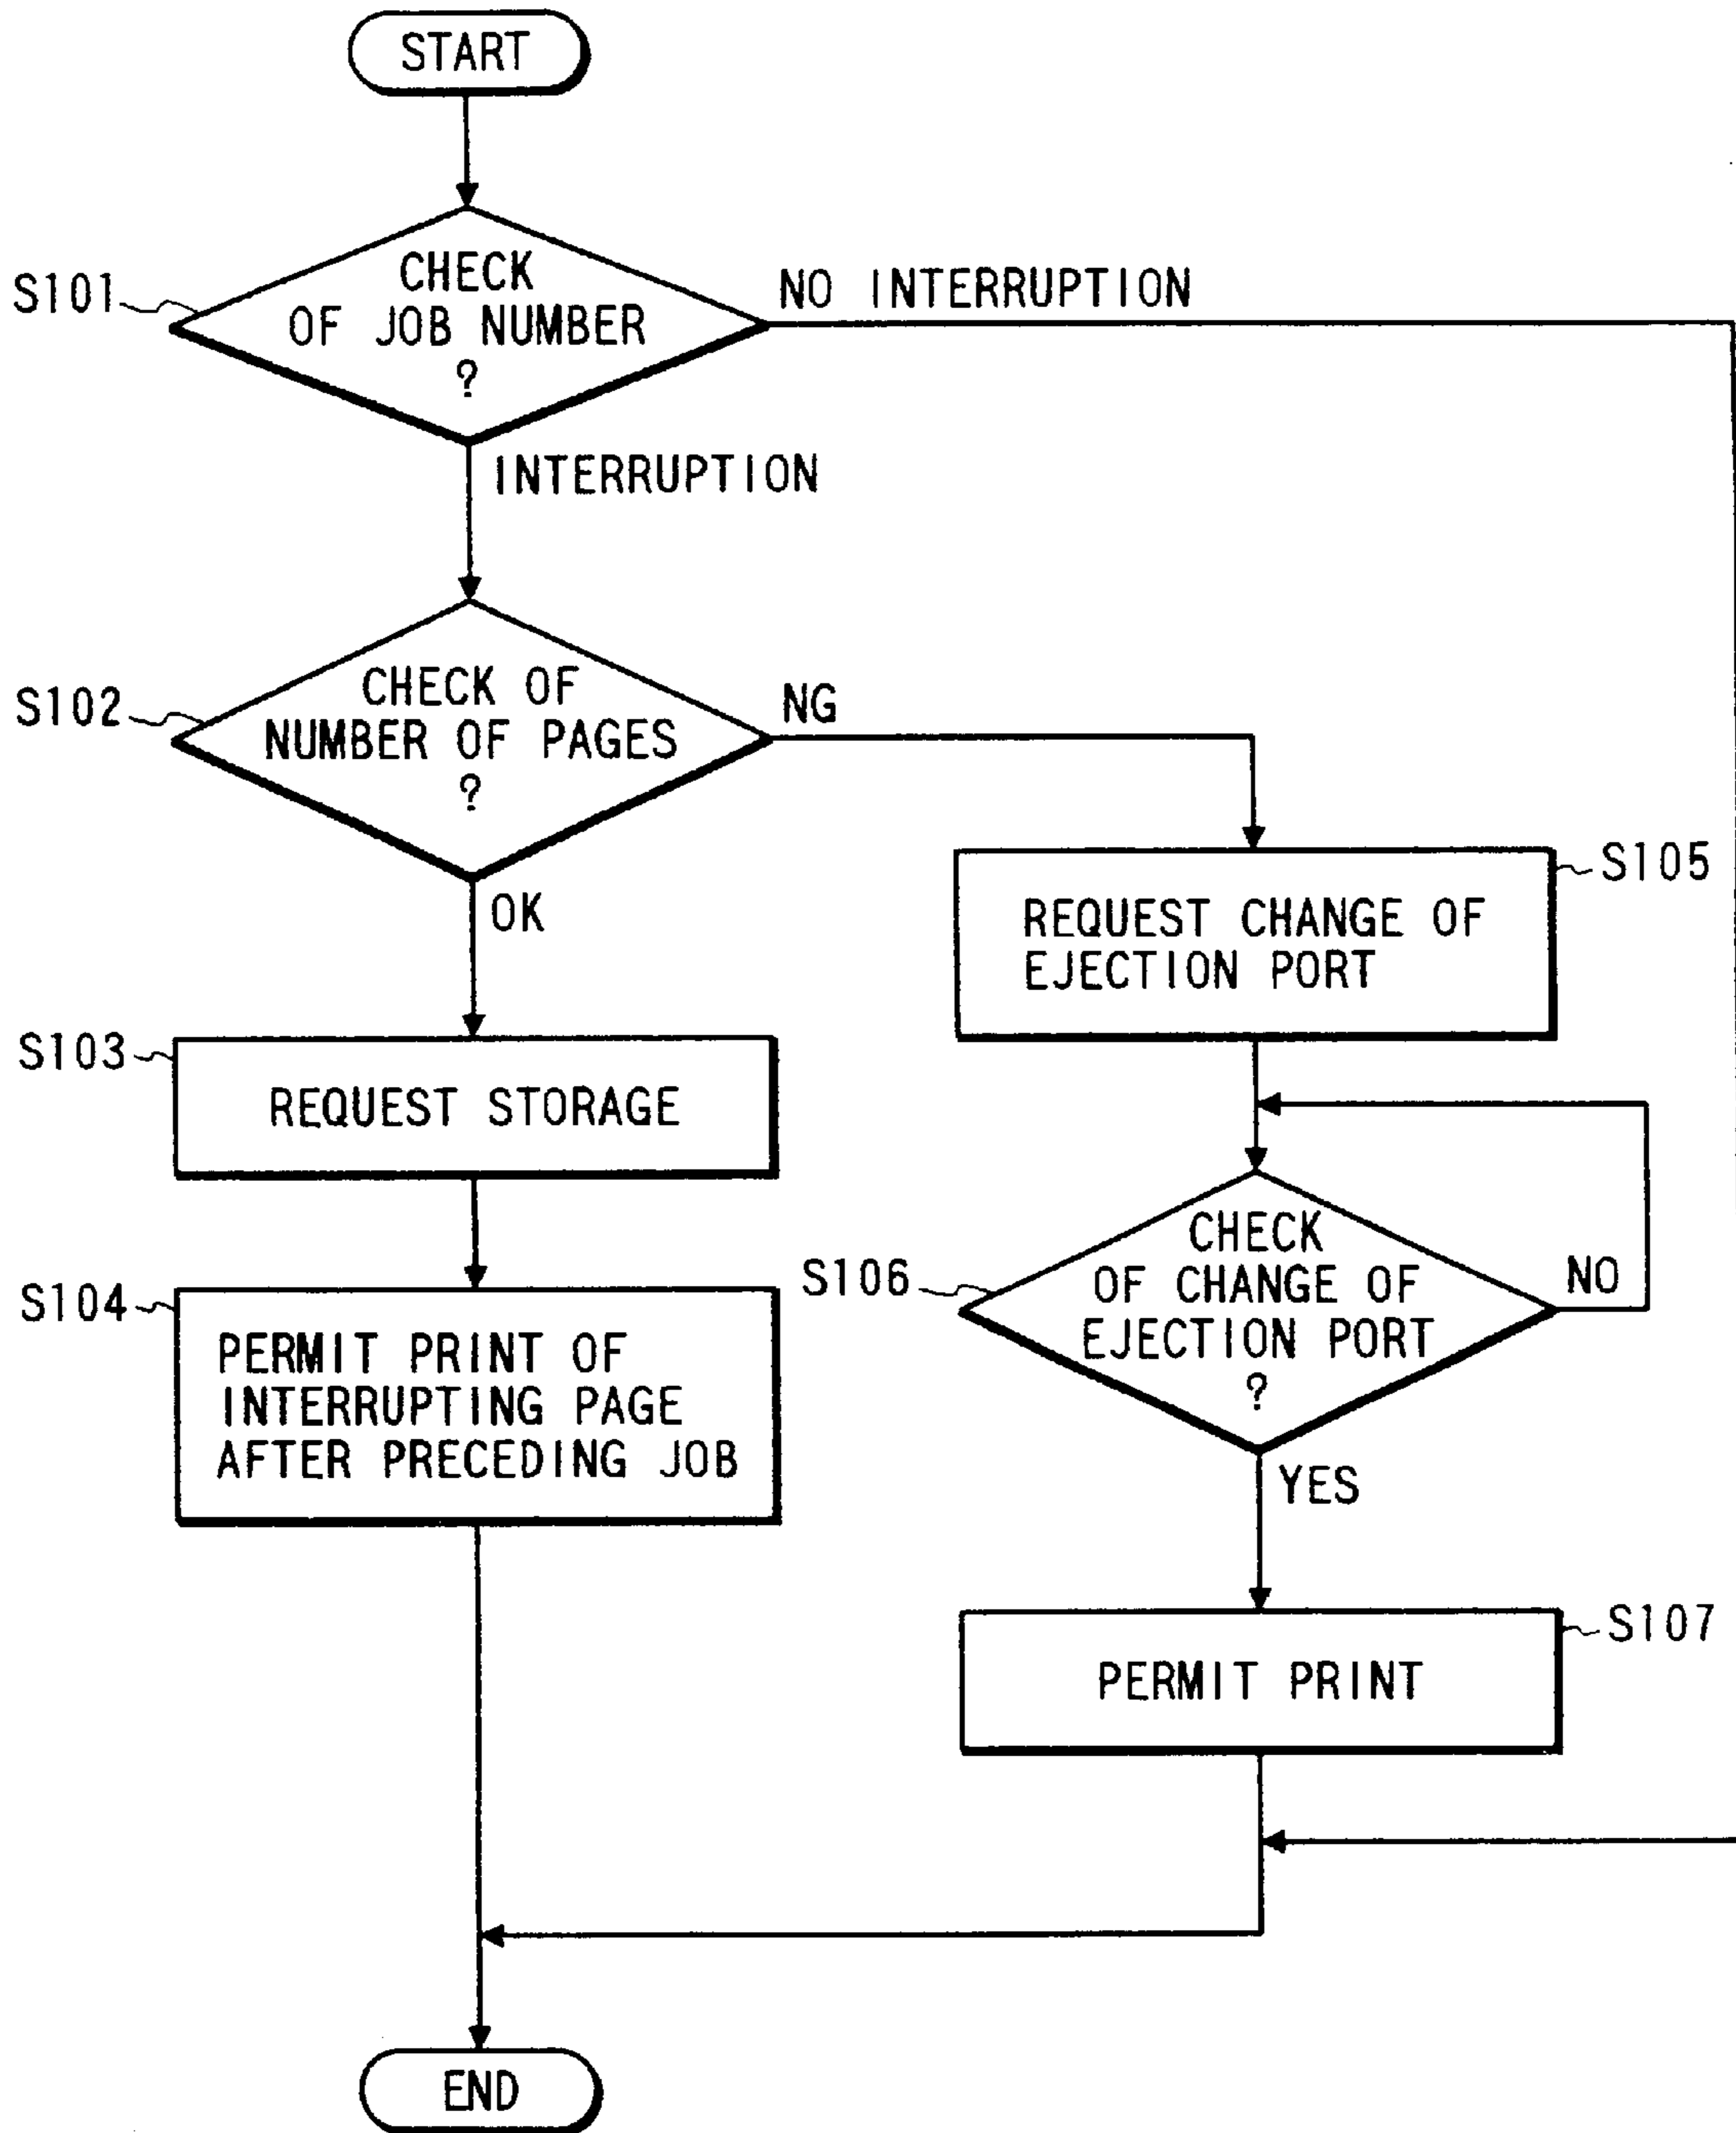 START
S101
CHECK
OF JOB NUMBER
?
NO INTERRUPTION
INTERRUPTION
S102
CHECK OF
NUMBER OF PAGES
?
NG
OK
S105
REQUEST CHANGE OF
EJECTION PORT
S103
REQUEST STORAGE
S106
CHECK
OF CHANGE OF
EJECTION PORT
?
NO
YES
S104
PERMIT PRINT OF
INTERRUPTING PAGE
AFTER PRECEDING JOB
S107
PERMIT PRINT
END